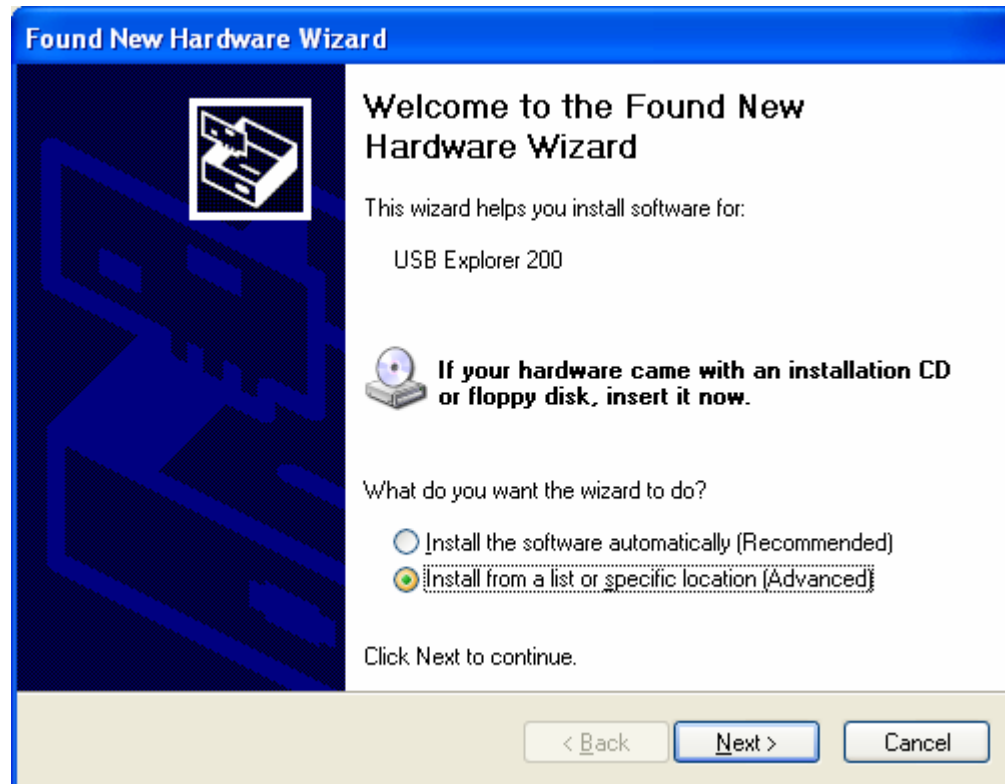 Found New Hardware Wizard
Welcome to the Found New
Hardware Wizard
This wizard helps you install software for:
USB Explorer 200
If your hardware came with an installation CD
or floppy disk, insert it now.
What do you want the wizard to do?
Install the software automatically (Recommended)
Install from a list or specific location (Advanced)
Click Next to continue.
< Back Next > Cancel